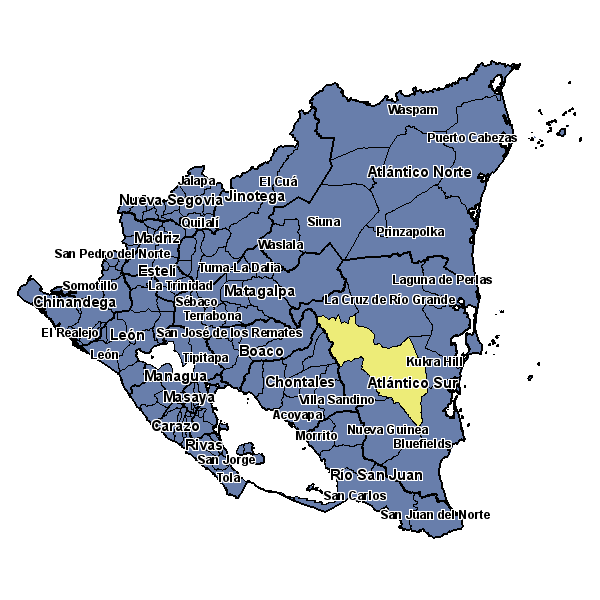 Waspam
Puerto Cabezas
Atlántico Norte
Jalapa
El Cuá
Nueva Segovia
Jinotega
Siuna
Quilalí
Prinzapolka
Madriz
Waslala
San Pedro del Norte
Estelí
Tuma-La Dalia
Laguna de Perlas
Somotillo
La Trinidad
Matagalpa
Chinandega
Sébaco
La Cruz de Río Grande
Terrabona
El Realejo
León
San José de los Remates
León
Tipitapa
Boaco
Kukra Hill
Managua
Chontales
Atlántico Sur
Masaya
Villa Sandino
Acoyapa
Carazo
Nueva Guinea
Morrito
Rivas
Bluefields
San Jorge
Tola
Río San Juan
San Carlos
San Juan del Norte